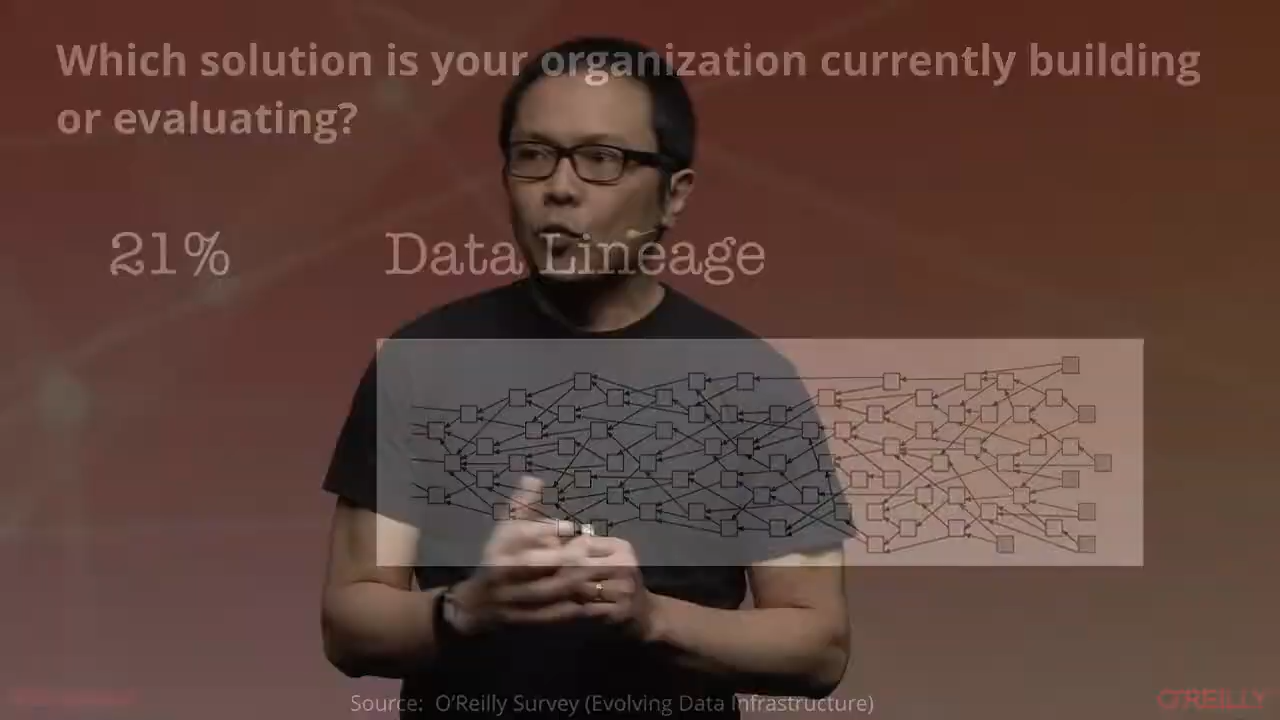 Which solution is your organization currently building
or evaluating?
21% Data Lineage
Source: O'Reilly Survey (Evolving Data Infrastructure)
O'REILLY